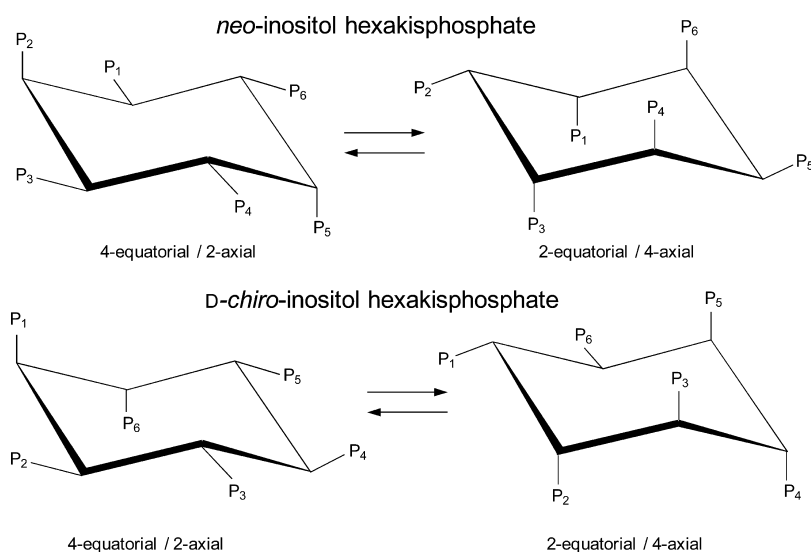 neo-inositol hexakisphosphate
P2
P1
P6
P3
P4
P5
4-equatorial / 2-axial
P6
P2
P4
P1
P5
P3
2-equatorial / 4-axial
D-chiro-inositol hexakisphosphate
P1
P5
P6
P4
P2
P3
4-equatorial / 2-axial
P5
P6
P1
P3
P2
P4
2-equatorial / 4-axial